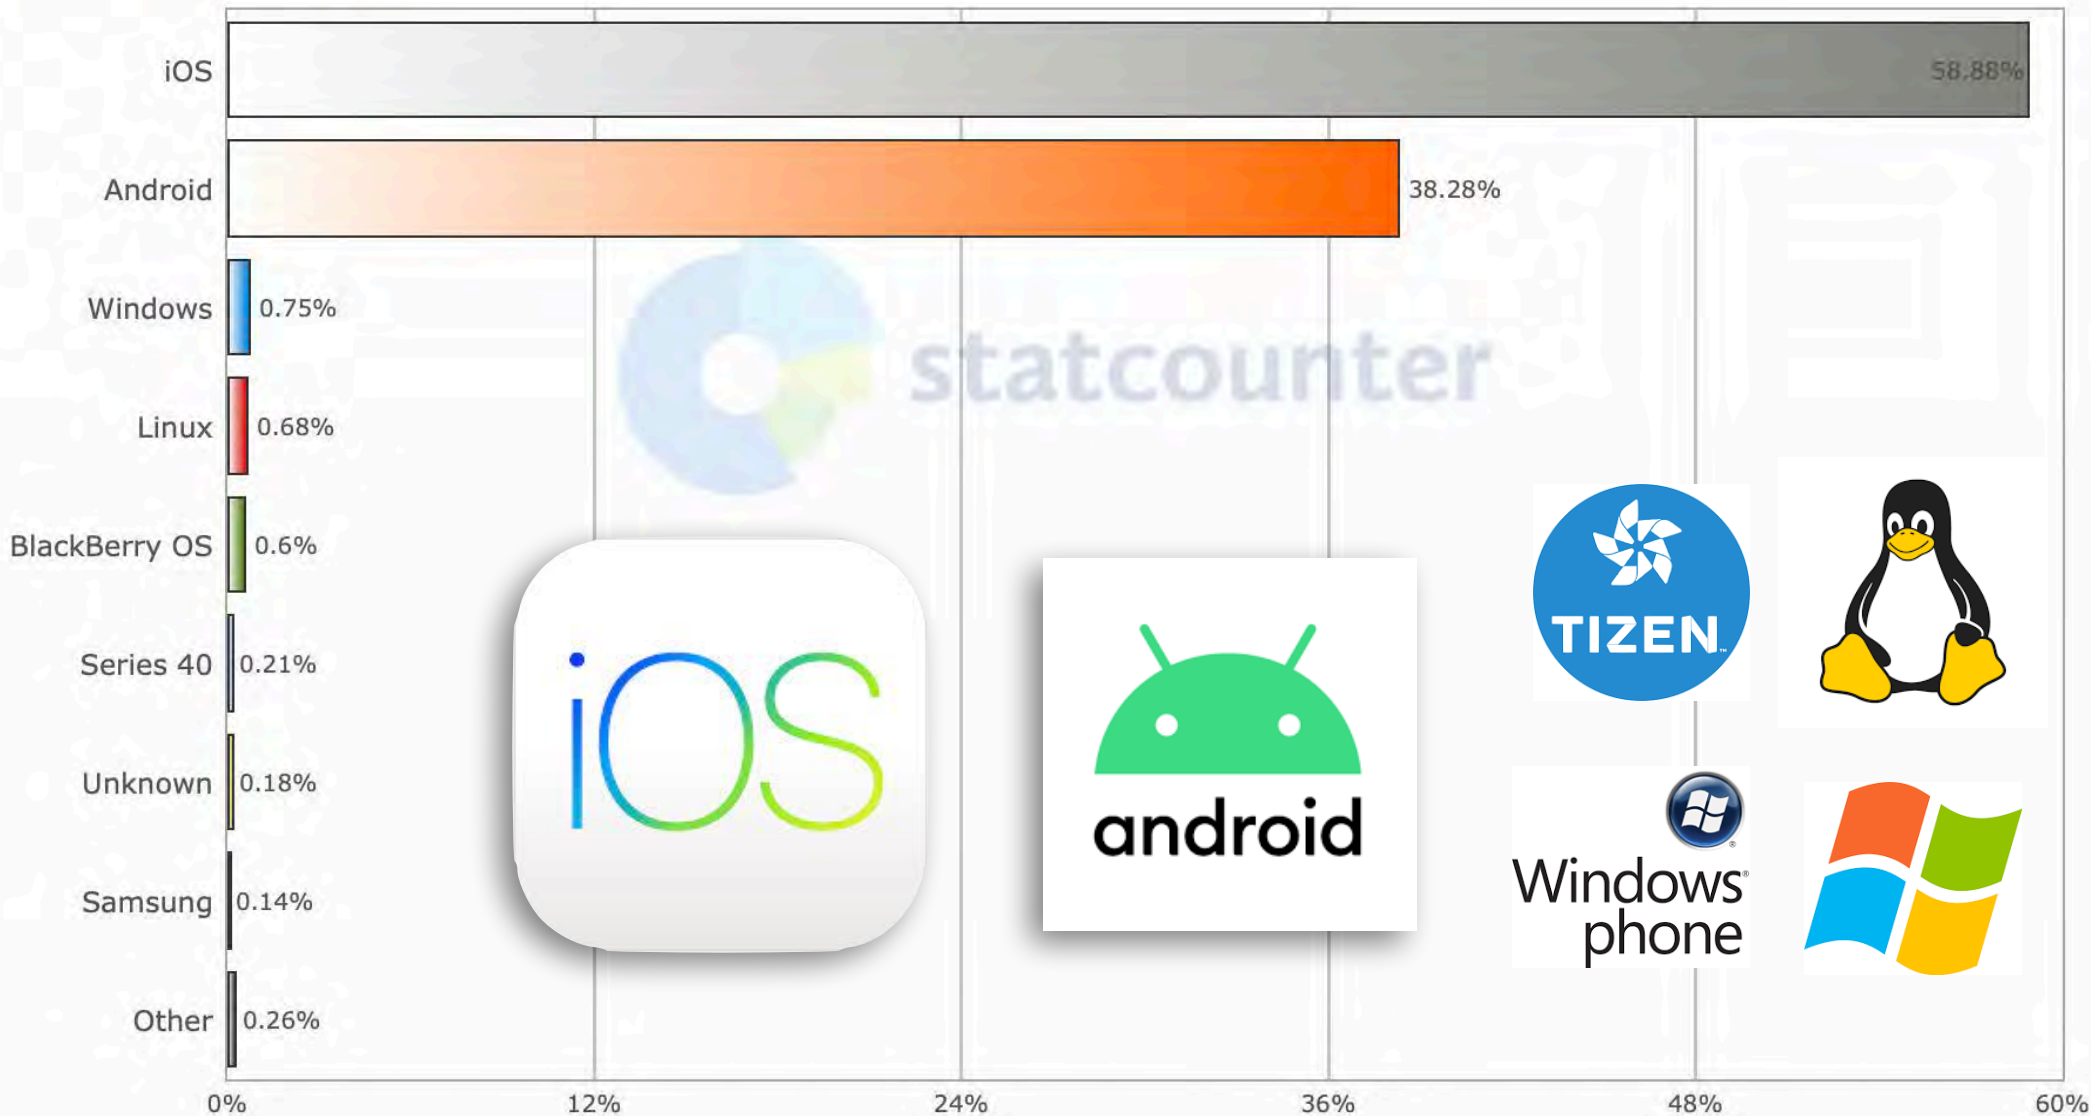 iOS
58.88%
Android
38.28%
Windows
0.75%
statcounter
Linux
0.68%
BlackBerry OS
0.6%
Series 40
0.21%
Unknown
0.18%
Samsung
0.14%
Other
0.26%
iOS
android
TIZEN™
Windows®
phone
0%
12%
24%
36%
48%
60%